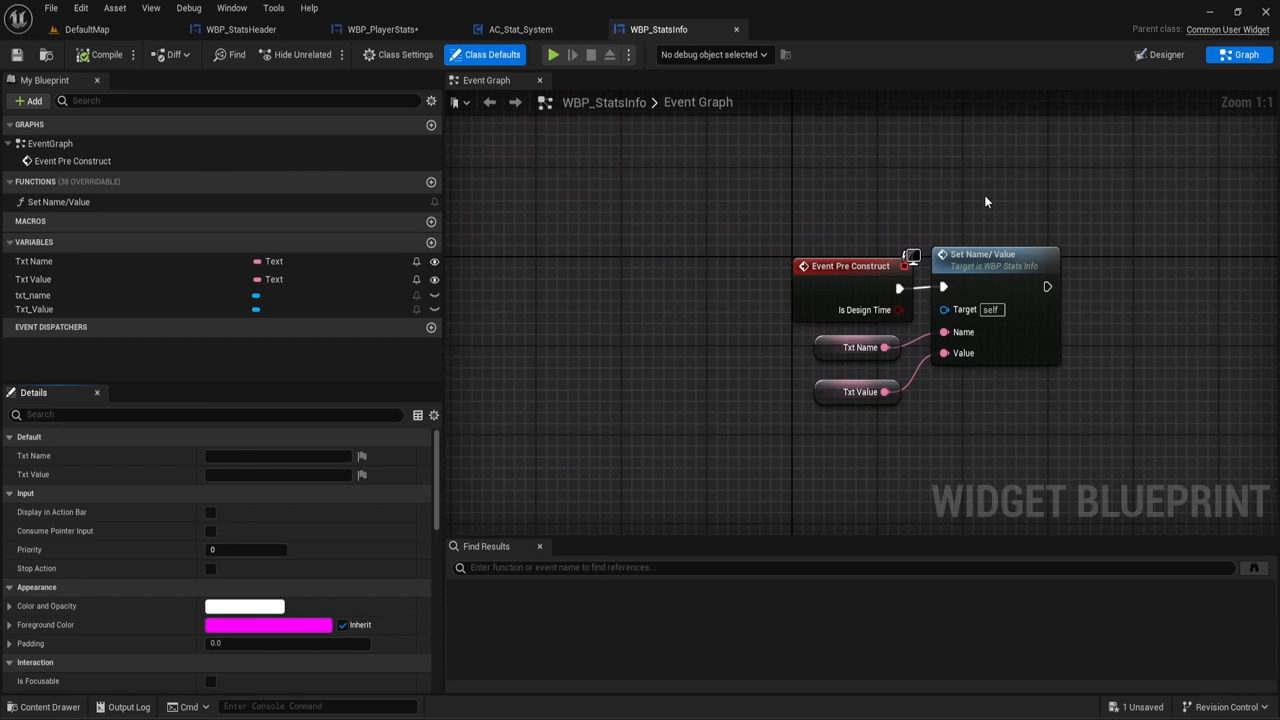 File Edit Asset View Debug Window Tools Help
DefaultMap WBP_StatsHeader WBP_PlayerStats* AC_Stat_System WBP_StatsInfo Parent class: Common User Widget
Compile Diff Find Hide Unrelated Class Settings Class Defaults No debug object selected Designer Graph
My Blueprint
Add Search
GRAPHS
EventGraph
Event Pre Construct
FUNCTIONS (38 OVERRIDABLE)
Set Name/Value
MACROS
VARIABLES
Txt Name Text
Txt Value Text
txt_name
Txt_Value
EVENT DISPATCHERS
Details
Search
Default
Txt Name
Txt Value
Input
Display in Action Bar
Consume Pointer Input
Priority 0
Stop Action
Appearance
Color and Opacity
Foreground Color Inherit
Padding 0.0
Interaction
Is Focusable
Event Graph
WBP_StatsInfo > Event Graph Zoom 1:1
Event Pre Construct
Is Design Time
Txt Name
Txt Value
Set Name/ Value
Target is WBP Stats Info
Target self
Name
Value
WIDGET BLUEPRINT
Find Results
Enter function or event name to find references...
Content Drawer Output Log Cmd Enter Console Command 1 Unsaved Revision Control